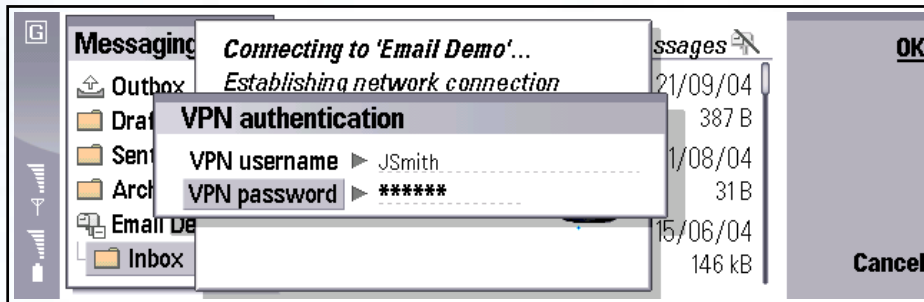 G
Messaging
Outbox
Draf
Sent
Arch
Email De
Inbox
Connecting to 'Email Demo'...
Establishing network connection
VPN authentication
VPN username JSmith
VPN password ******
ssages
21/09/04
387 B
1/08/04
31 B
15/06/04
146 kB
OK
Cancel